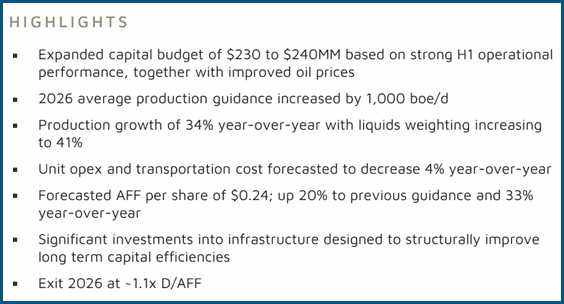 HIGHLIGHTS
▪ Expanded capital budget of $230 to $240MM based on strong H1 operational
performance, together with improved oil prices
▪ 2026 average production guidance increased by 1,000 boe/d
▪ Production growth of 34% year-over-year with liquids weighting increasing
to 41%
▪ Unit opex and transportation cost forecasted to decrease 4% year-over-year
▪ Forecasted AFF per share of $0.24; up 20% to previous guidance and 33%
year-over-year
▪ Significant investments into infrastructure designed to structurally improve
long term capital efficiencies
▪ Exit 2026 at ~1.1x D/AFF